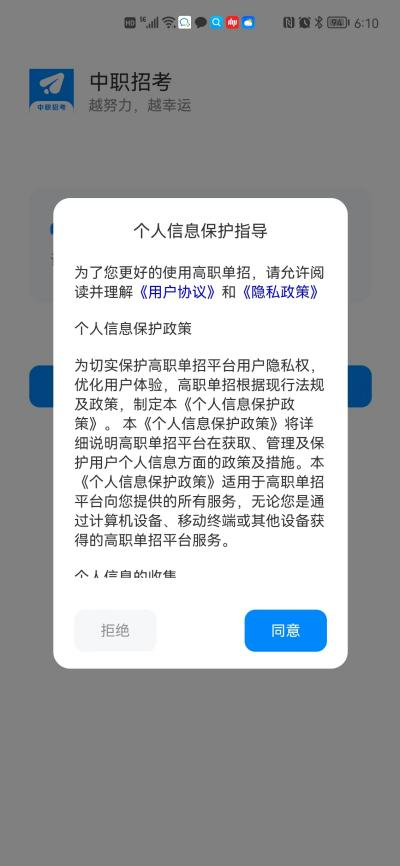 HD 5G 94 6:10
中职招考
中职招考
越努力，越幸运
个人信息保护指导
为了您更好的使用高职单招，请允许阅
读并理解《用户协议》和《隐私政策》
个人信息保护政策
为切实保护高职单招平台用户隐私权，
优化用户体验，高职单招根据现行法规
及政策，制定本《个人信息保护政
策》。 本《个人信息保护政策》将详
细说明高职单招平台在获取、管理及保
护用户个人信息方面的政策及措施。本
《个人信息保护政策》适用于高职单招
平台向您提供的所有服务，无论您是通
过计算机设备、移动终端或其他设备获
得的高职单招平台服务。
个人信息的收集
拒绝
同意